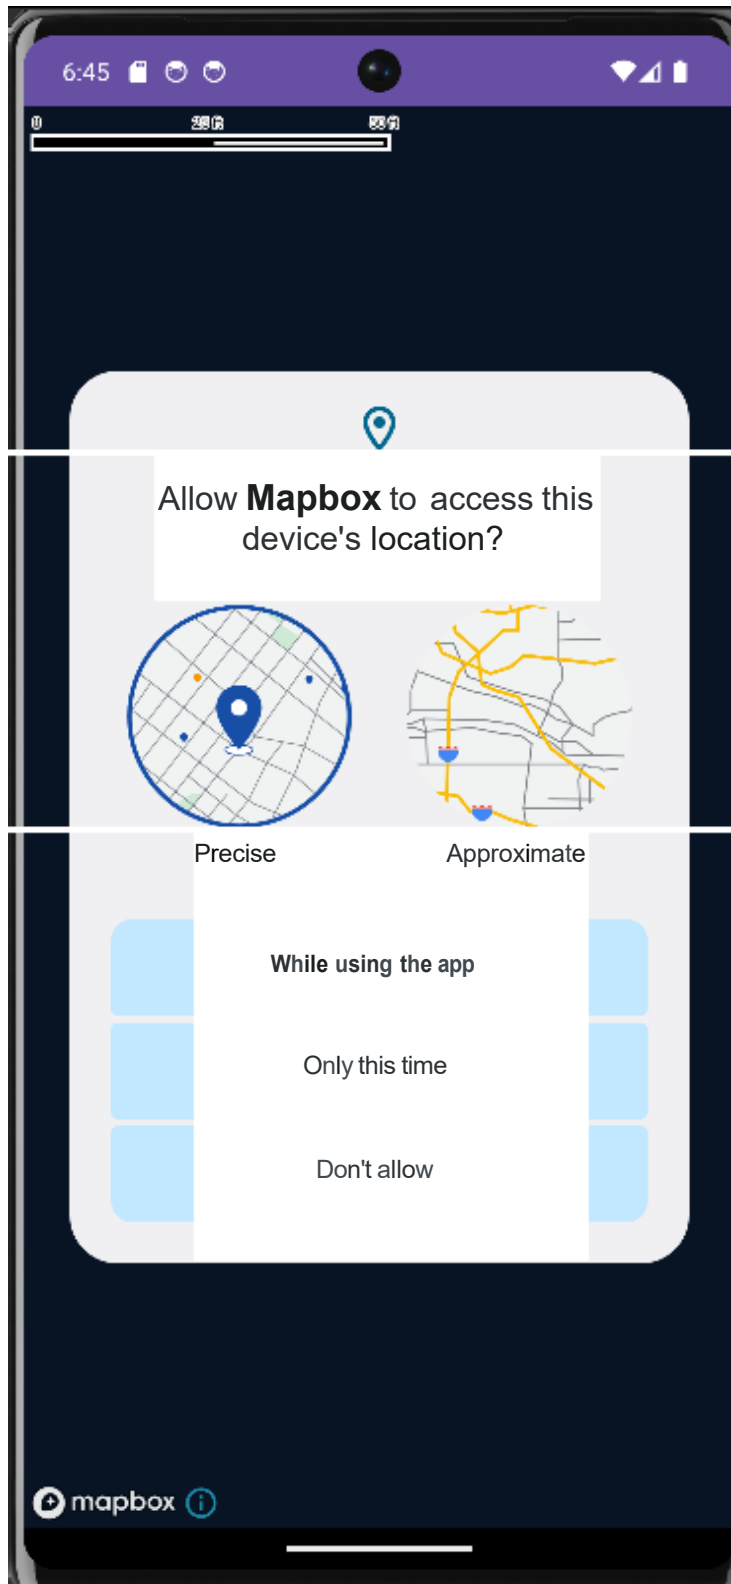 6:45
0
Allow Mapbox to access this
device's location?
Precise Approximate
While using the app
Only this time
Don't allow
mapbox